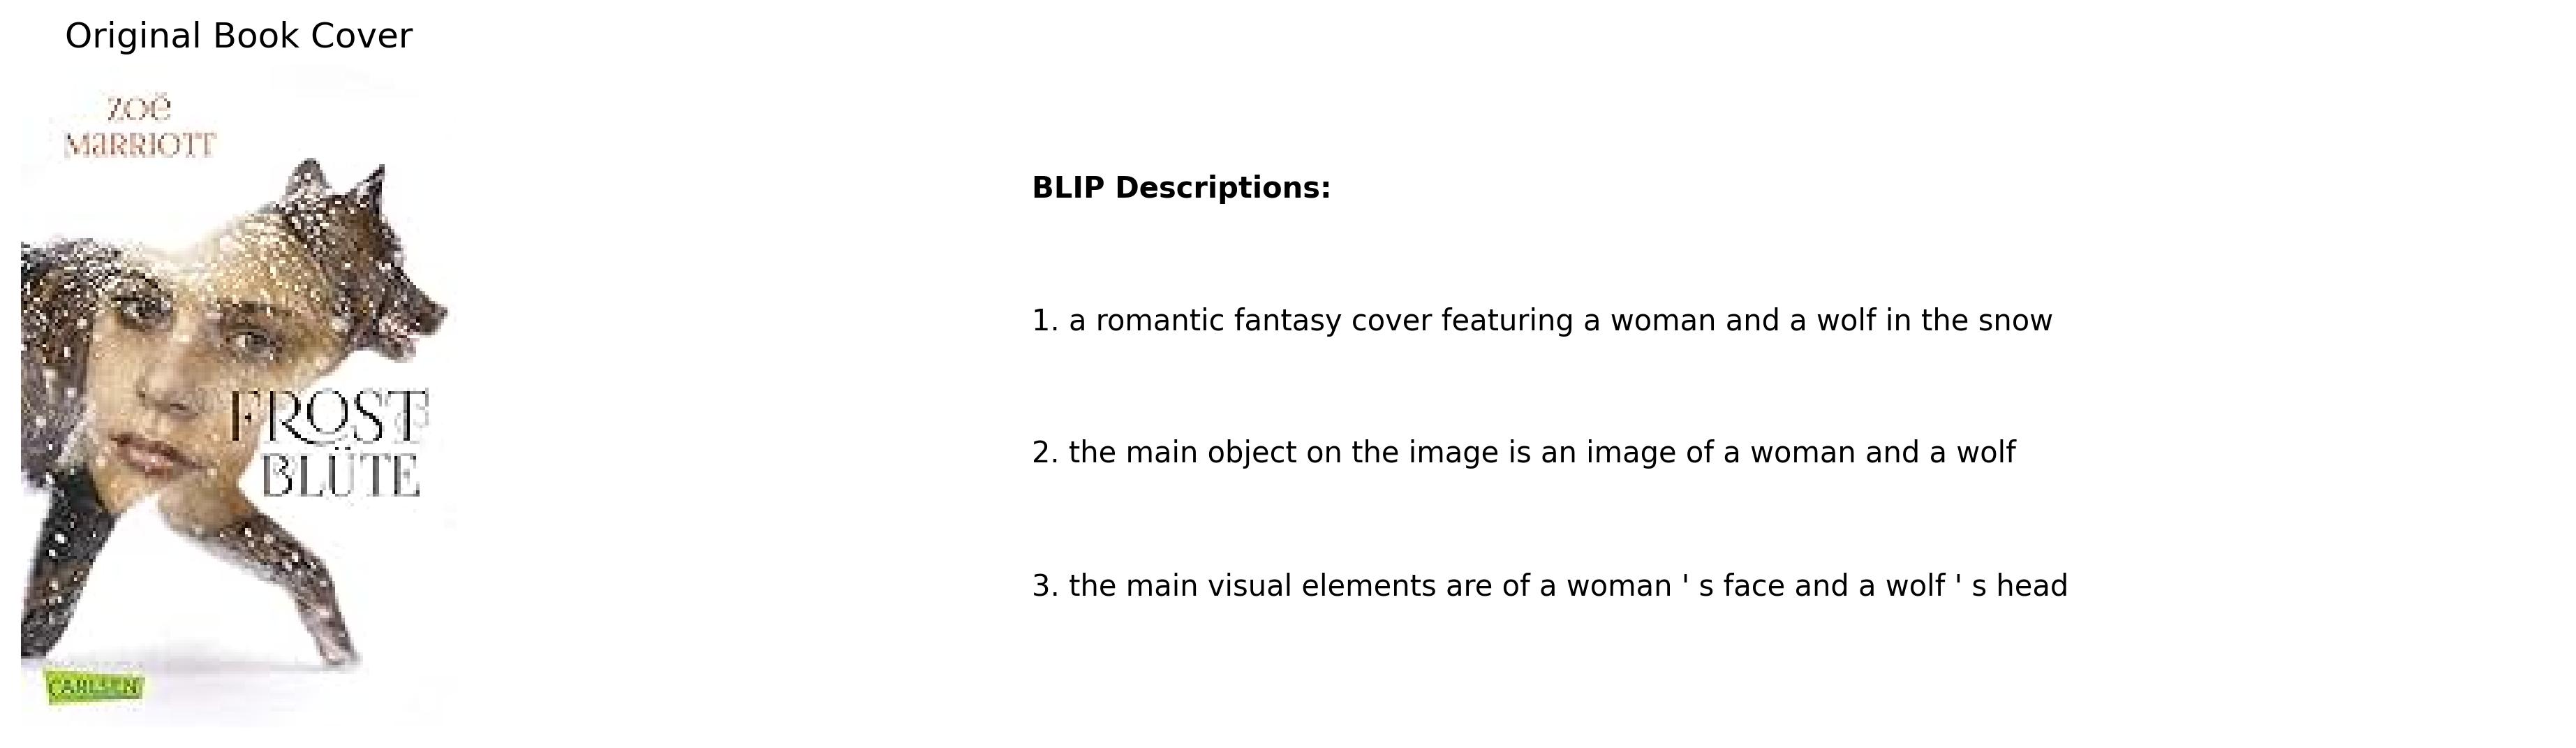 Original Book Cover
ZOË
MARRIOTT
FROST
BLÜTE
CARLSEN
BLIP Descriptions:
1. a romantic fantasy cover featuring a woman and a wolf in the snow
2. the main object on the image is an image of a woman and a wolf
3. the main visual elements are of a woman ' s face and a wolf ' s head